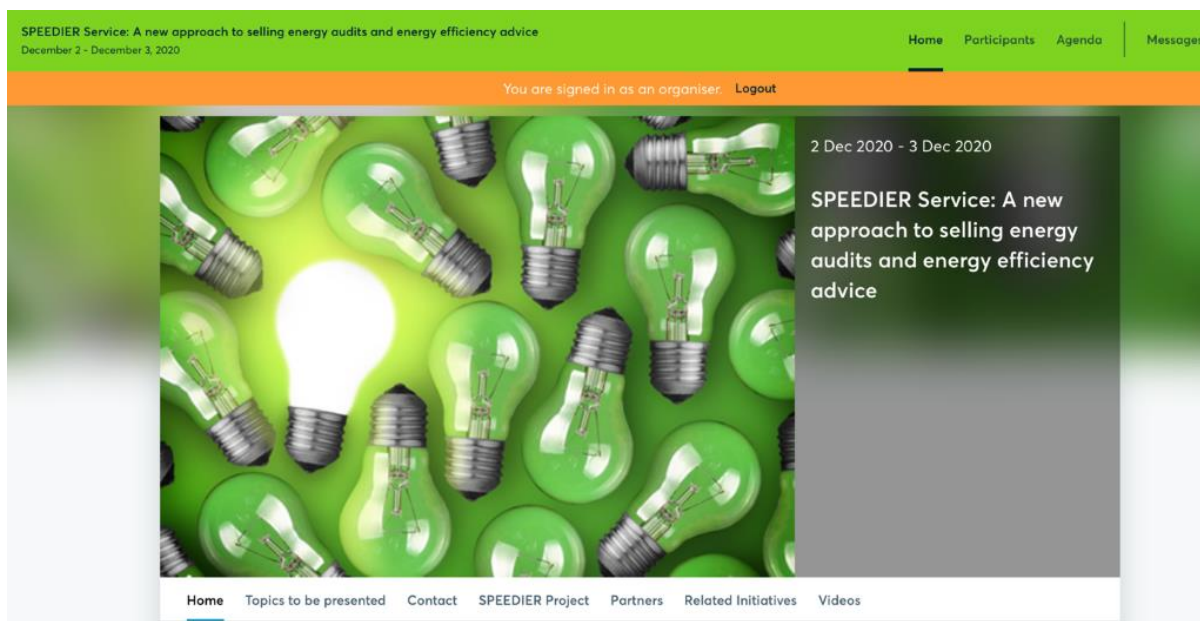 SPEEDIER Service: A new approach to selling energy audits and energy efficiency advice
December 2 - December 3, 2020
Home Participants Agenda Messages
You are signed in as an organiser. Logout
2 Dec 2020 - 3 Dec 2020
SPEEDIER Service: A new
approach to selling energy
audits and energy efficiency
advice
Home Topics to be presented Contact SPEEDIER Project Partners Related Initiatives Videos